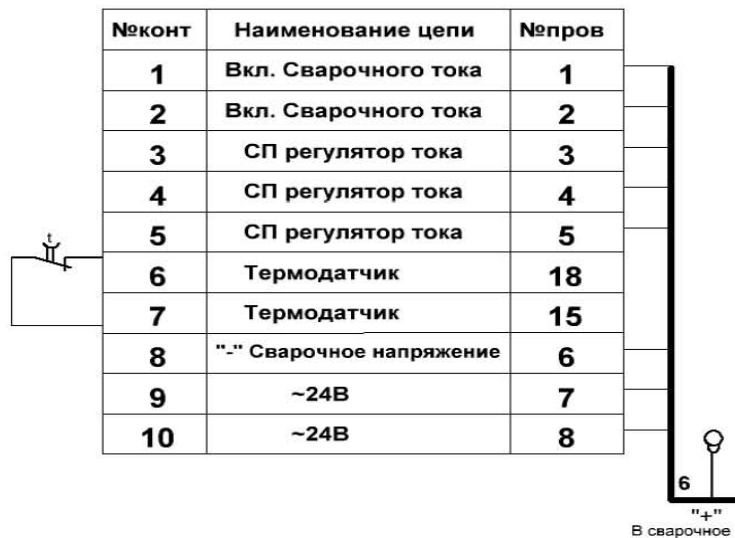 №конт Наименование цепи №пров
1 Вкл. Сварочного тока 1
2 Вкл. Сварочного тока 2
3 СП регулятор тока 3
4 СП регулятор тока 4
5 СП регулятор тока 5
t
6 Термодатчик 18
7 Термодатчик 15
8 "-" Сварочное напряжение 6
9 ~24В 7
10 ~24В 8
6
"+"
В сварочное